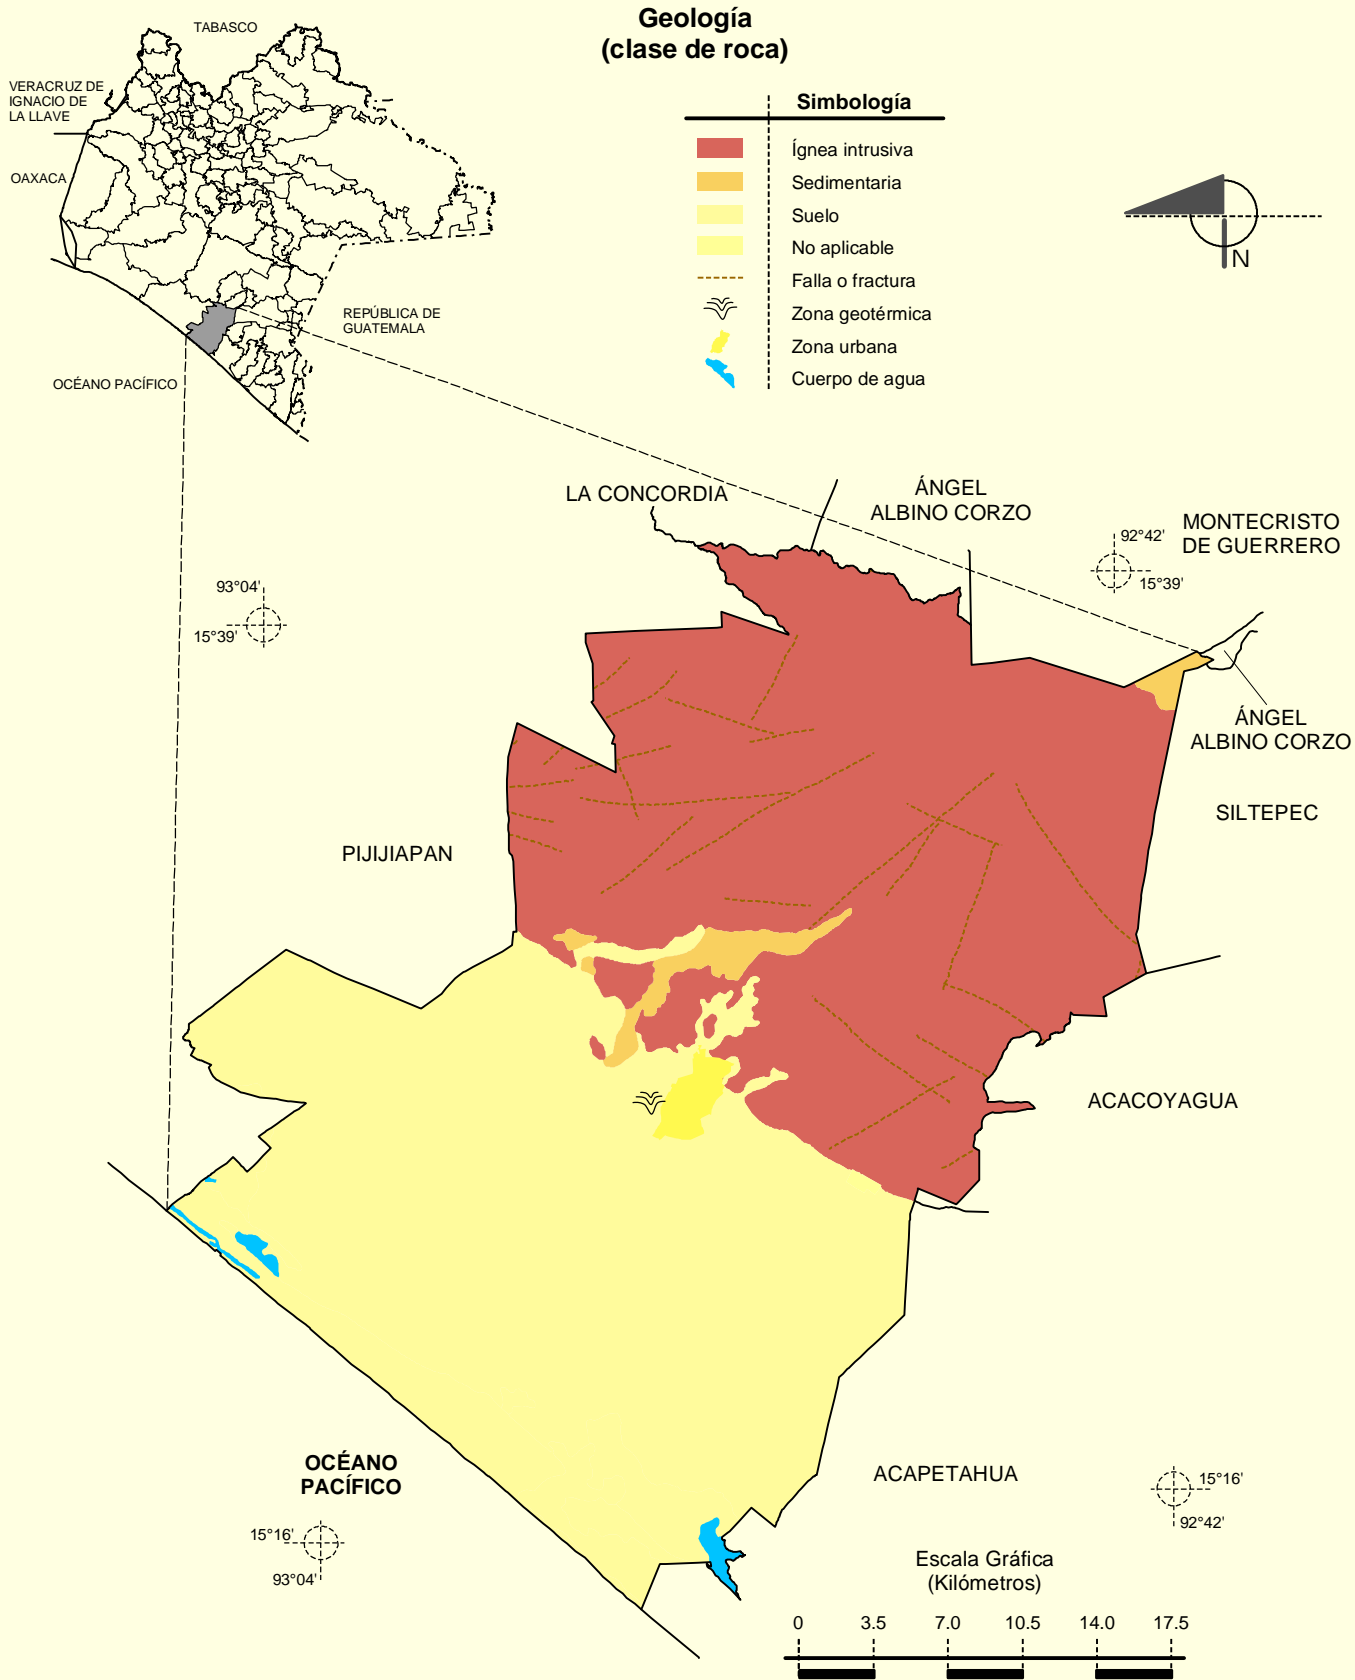 Geología
(clase de roca)
TABASCO
VERACRUZ DE
IGNACIO DE
LA LLAVE
OAXACA
REPÚBLICA DE
GUATEMALA
OCÉANO PACÍFICO
Simbología
Ígnea intrusiva
Sedimentaria
Suelo
No aplicable
Falla o fractura
Zona geotérmica
Zona urbana
Cuerpo de agua
N
LA CONCORDIA
ÁNGEL
ALBINO CORZO
MONTECRISTO
DE GUERRERO
92°42'
15°39'
93°04'
15°39'
ÁNGEL
ALBINO CORZO
SILTEPEC
PIJIJIAPAN
ACACOYAGUA
OCÉANO
PACÍFICO
ACAPETAHUA
15°16'
92°42'
15°16'
93°04'
Escala Gráfica
(Kilómetros)
0 3.5 7.0 10.5 14.0 17.5